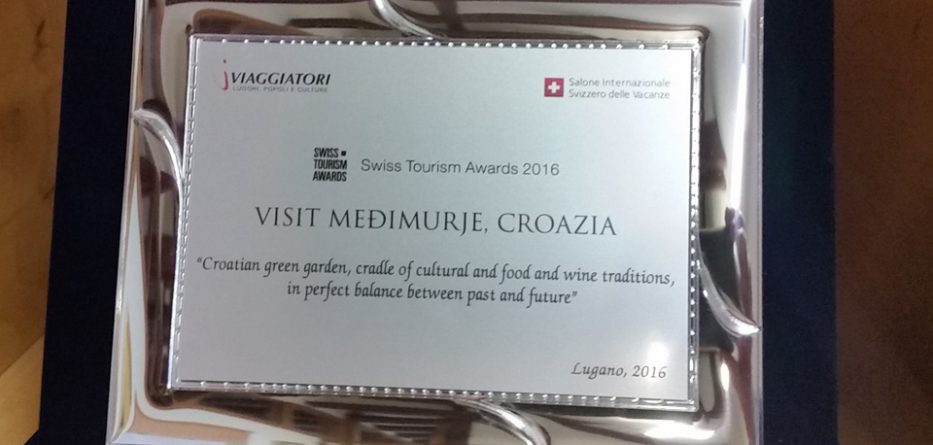 iVIAGGIATORI
LUOGHI, POPOLI E CULTURE
Salone Internazionale
Svizzero delle Vacanze
SWISS
TOURISM
AWARDS
Swiss Tourism Awards 2016
VISIT MEĐIMURJE, CROAZIA
"Croatian green garden, cradle of cultural and food and wine traditions,
in perfect balance between past and future"
Lugano, 2016